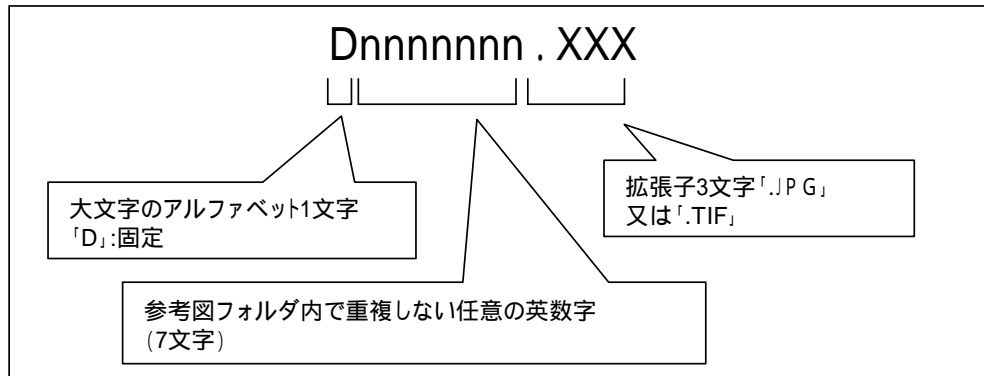 Dnnnnnnn . XXX
大文字のアルファベット1文字
「D」:固定
拡張子3文字「.JPG」
又は「.TIF」
参考図フォルダ内で重複しない任意の英数字
(7文字)